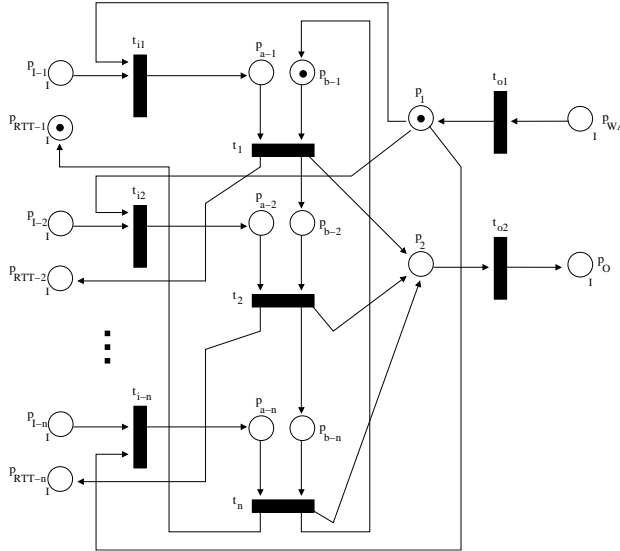 t_i1
p_a−1
p_I−1
I
p_b−1
p_1
t_o1
p_RTT−1
I
p_WA
I
t_1
t_i2
p_a−2
p_I−2
I
p_b−2
p_2
t_o2
p_O
I
p_RTT−2
I
t_2
t_i−n
p_a−n
p_I−n
I
p_b−n
p_RTT−n
I
t_n